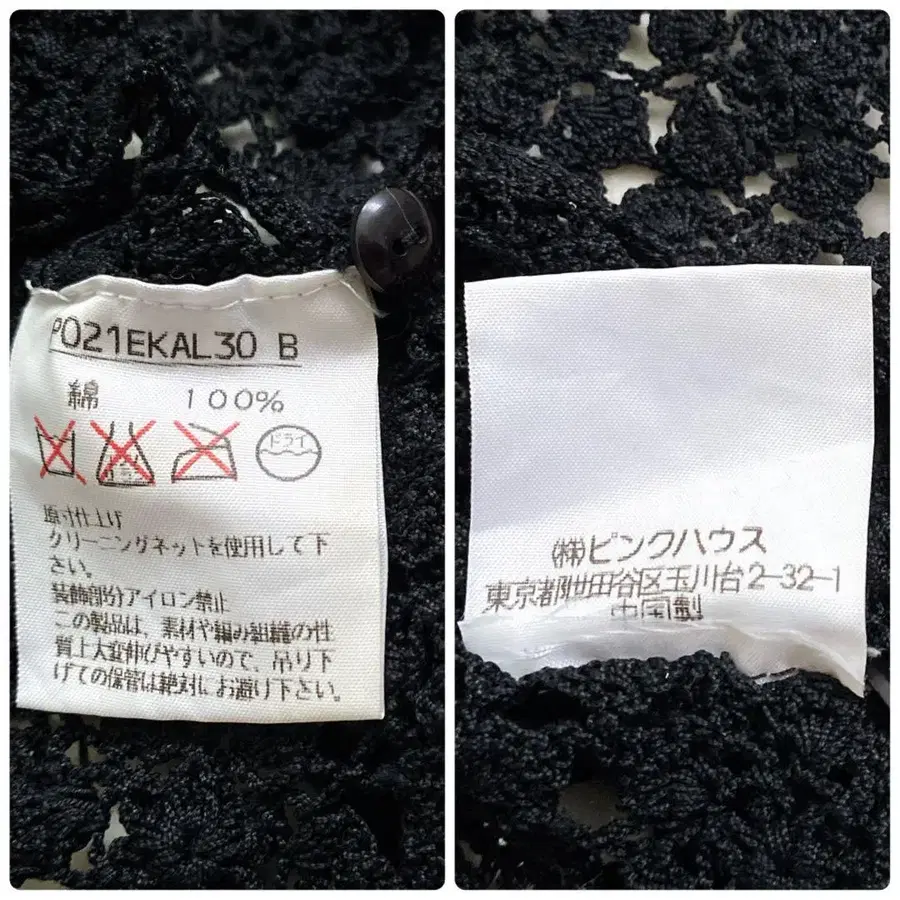 P021EKAL30 B
綿 100%
ドライ
原寸仕上げ
クリーニングネットを使用して下
さい。
装飾部分アイロン禁止
この製品は、素材や編み組織の性
質上大変伸びやすいので、吊り下
げての保管は絶対にお避け下さい。
(株)ピンクハウス
東京都世田谷区玉川台2-32-1
中国製